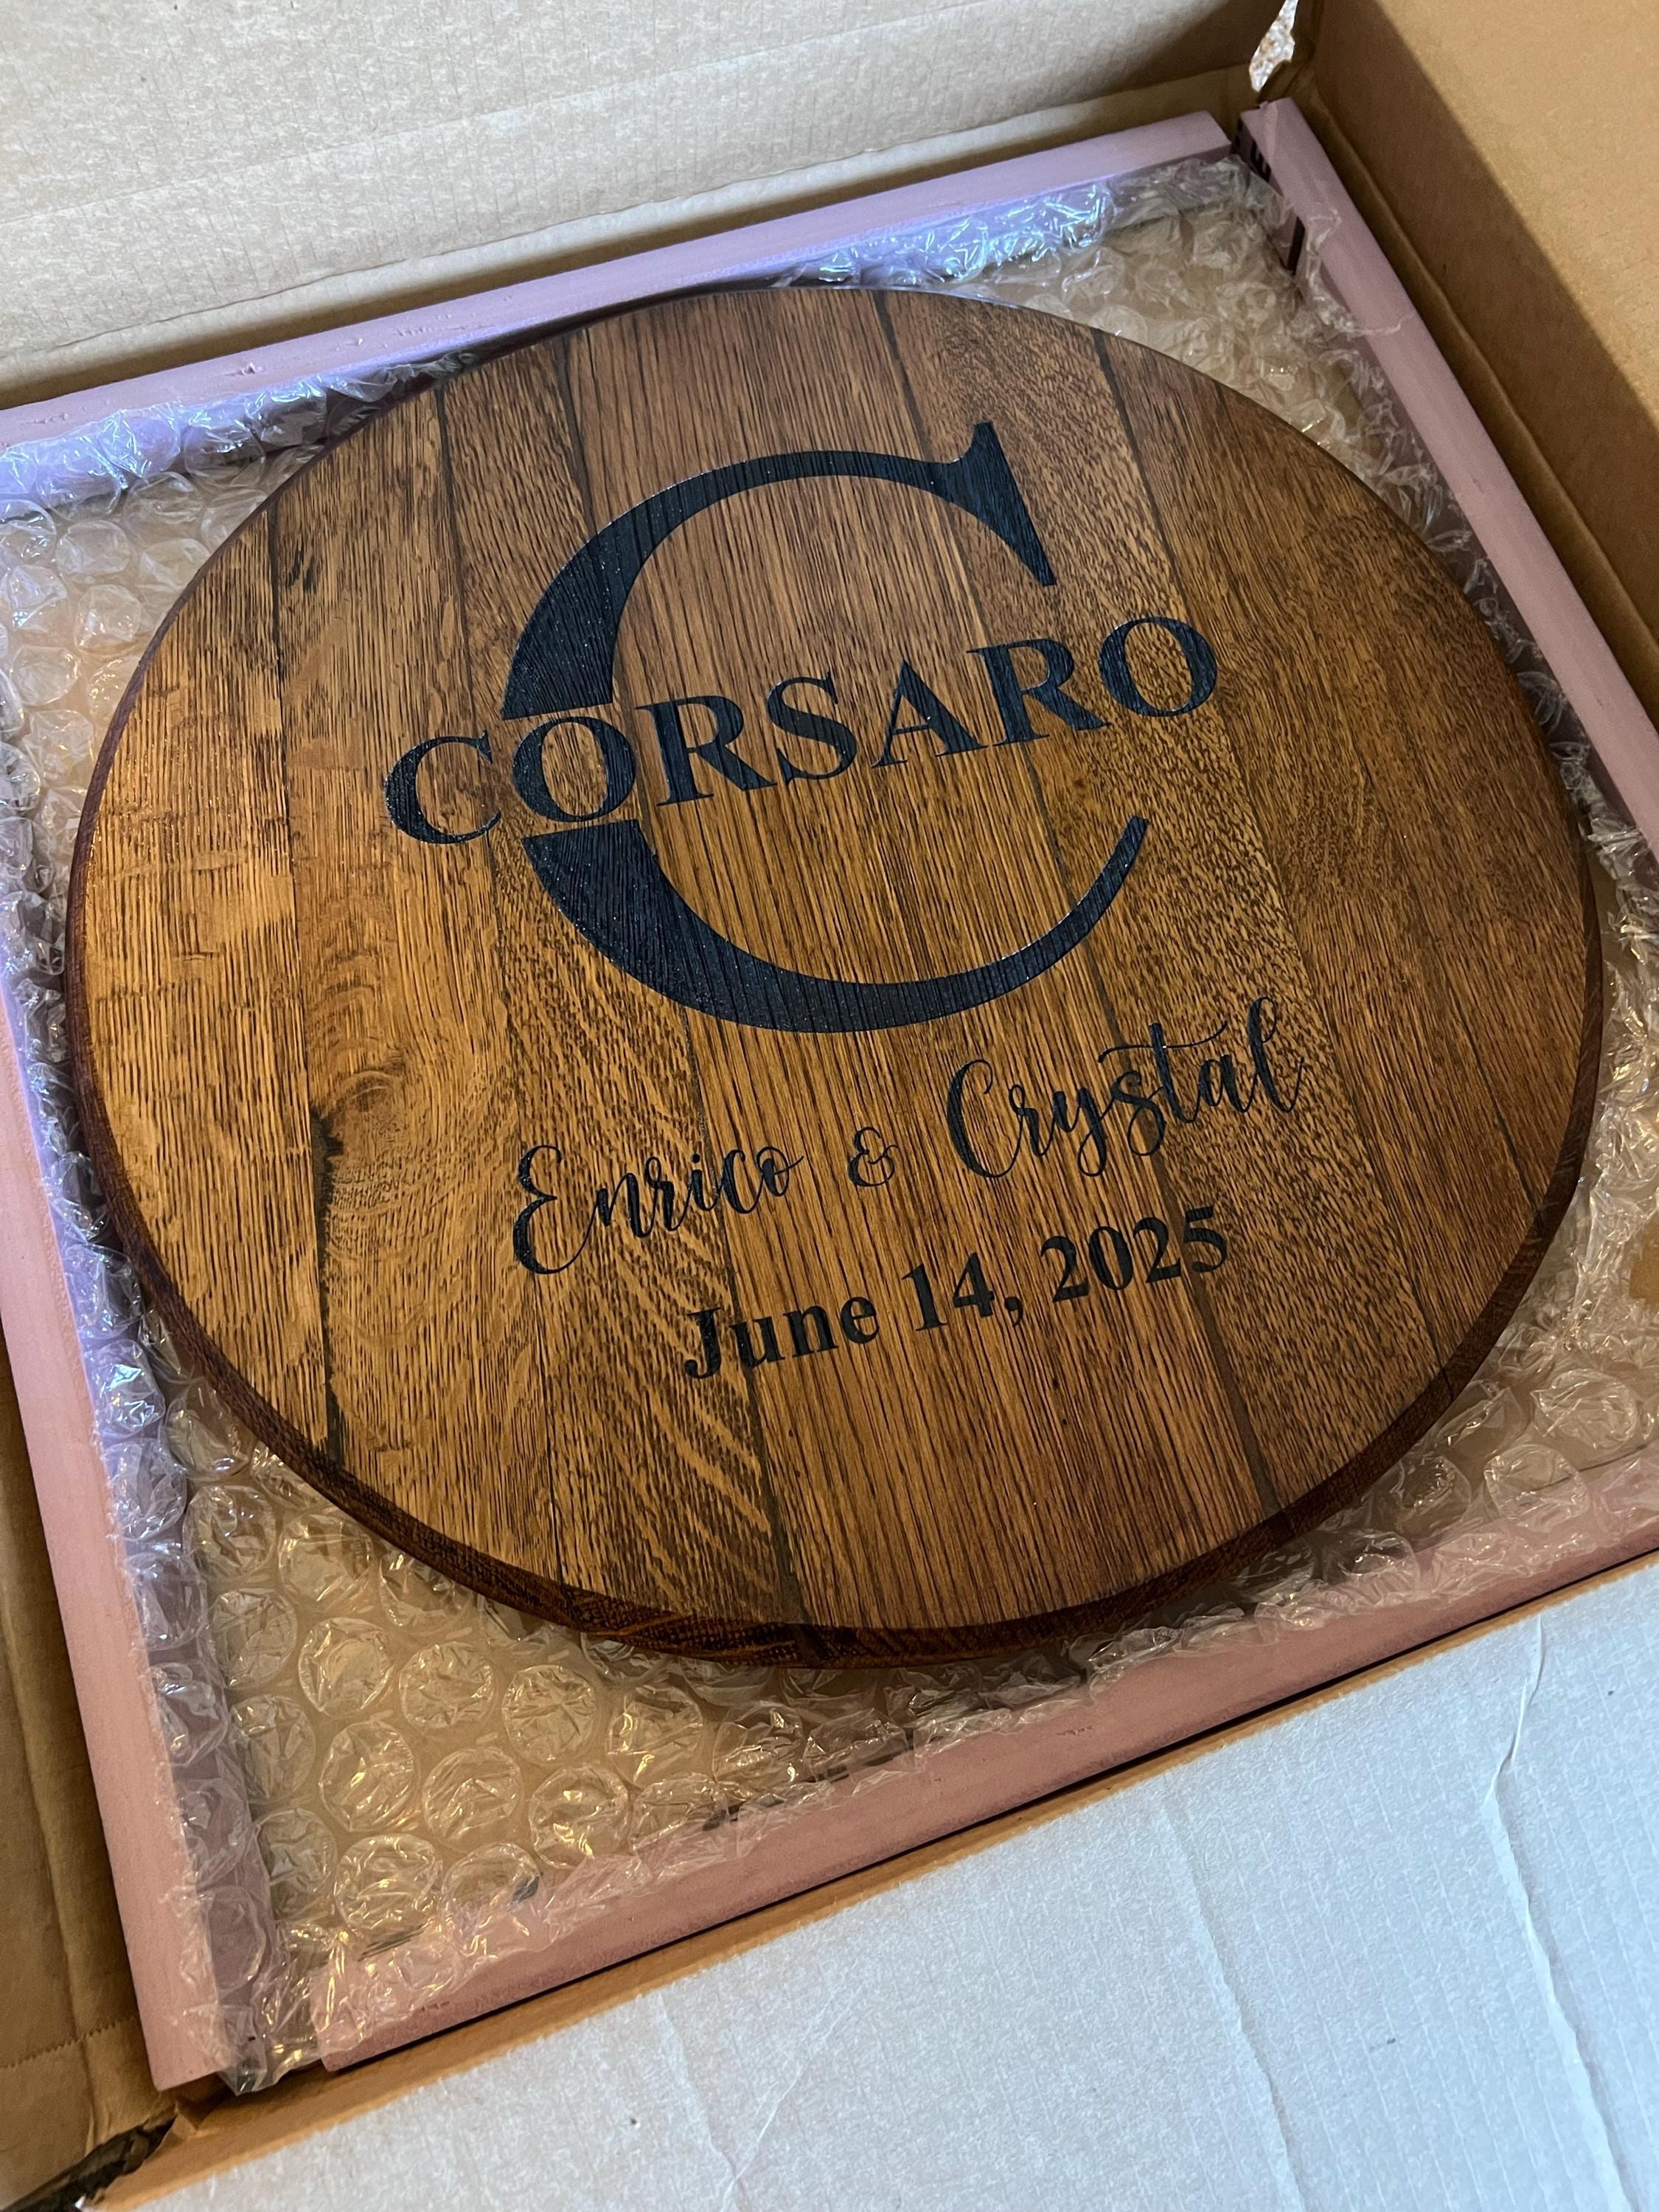 C
CORSARO
Enrico & Crystal
June 14, 2025